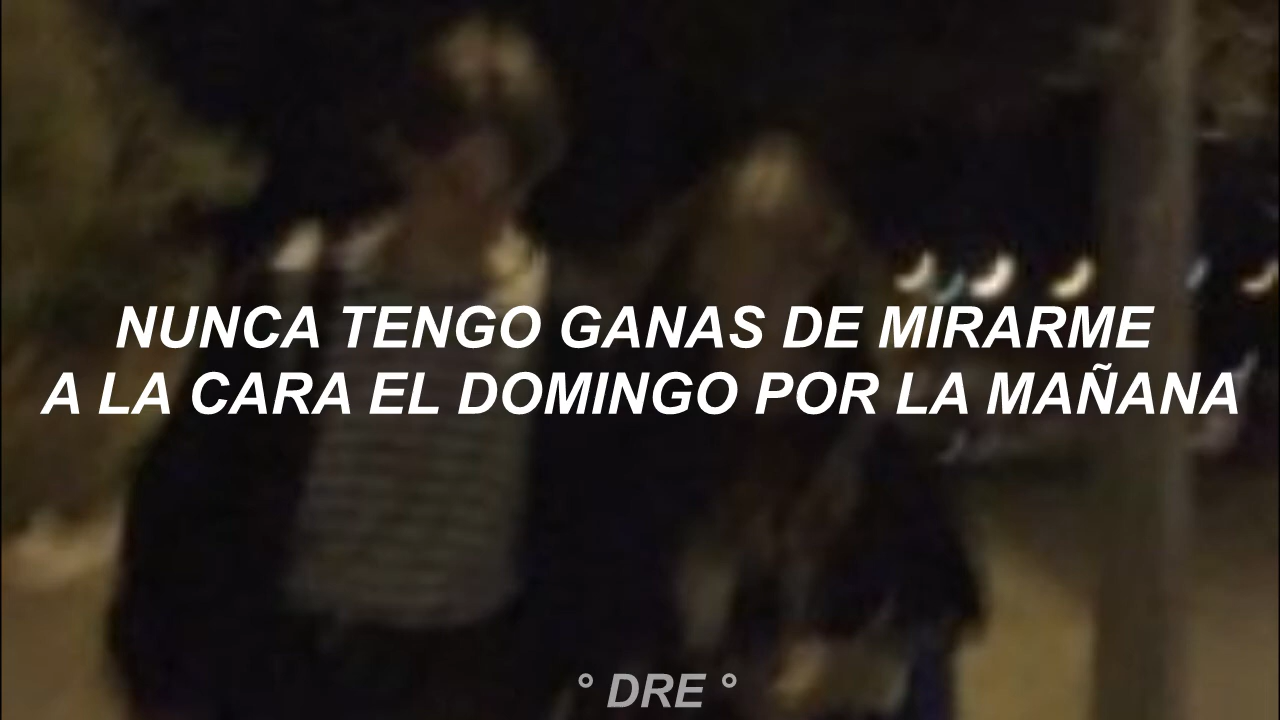 NUNCA TENGO GANAS DE MIRARME
A LA CARA EL DOMINGO POR LA MAÑANA
° DRE °